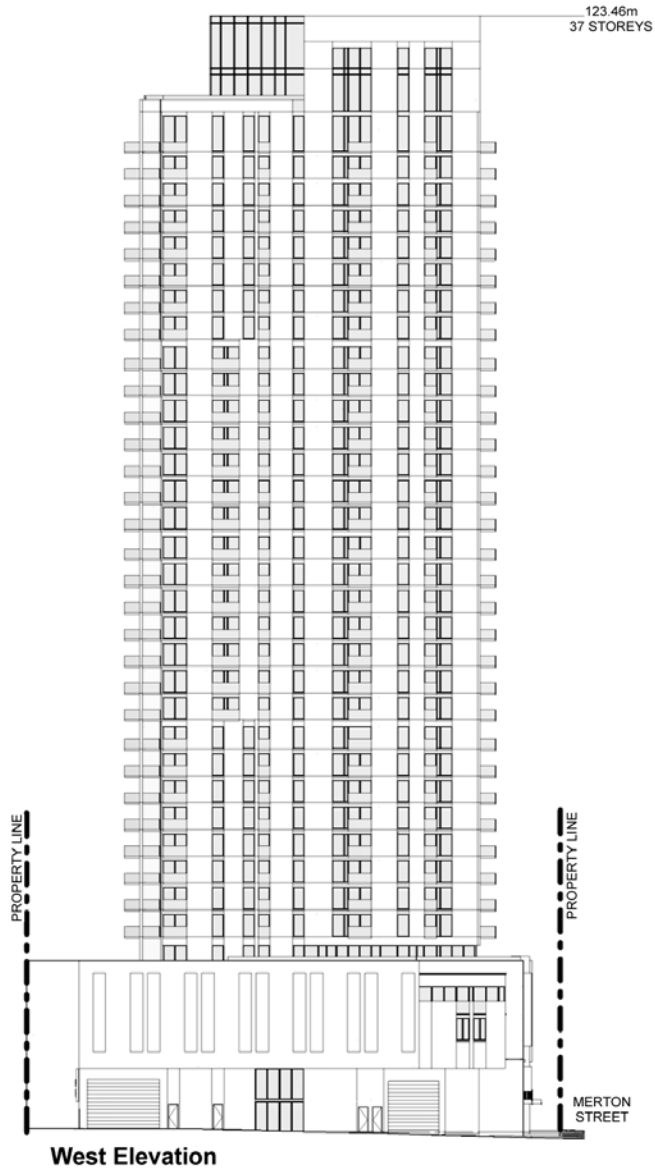 123.46m
37 STOREYS
PROPERTY LINE
PROPERTY LINE
MERTON
STREET
West Elevation